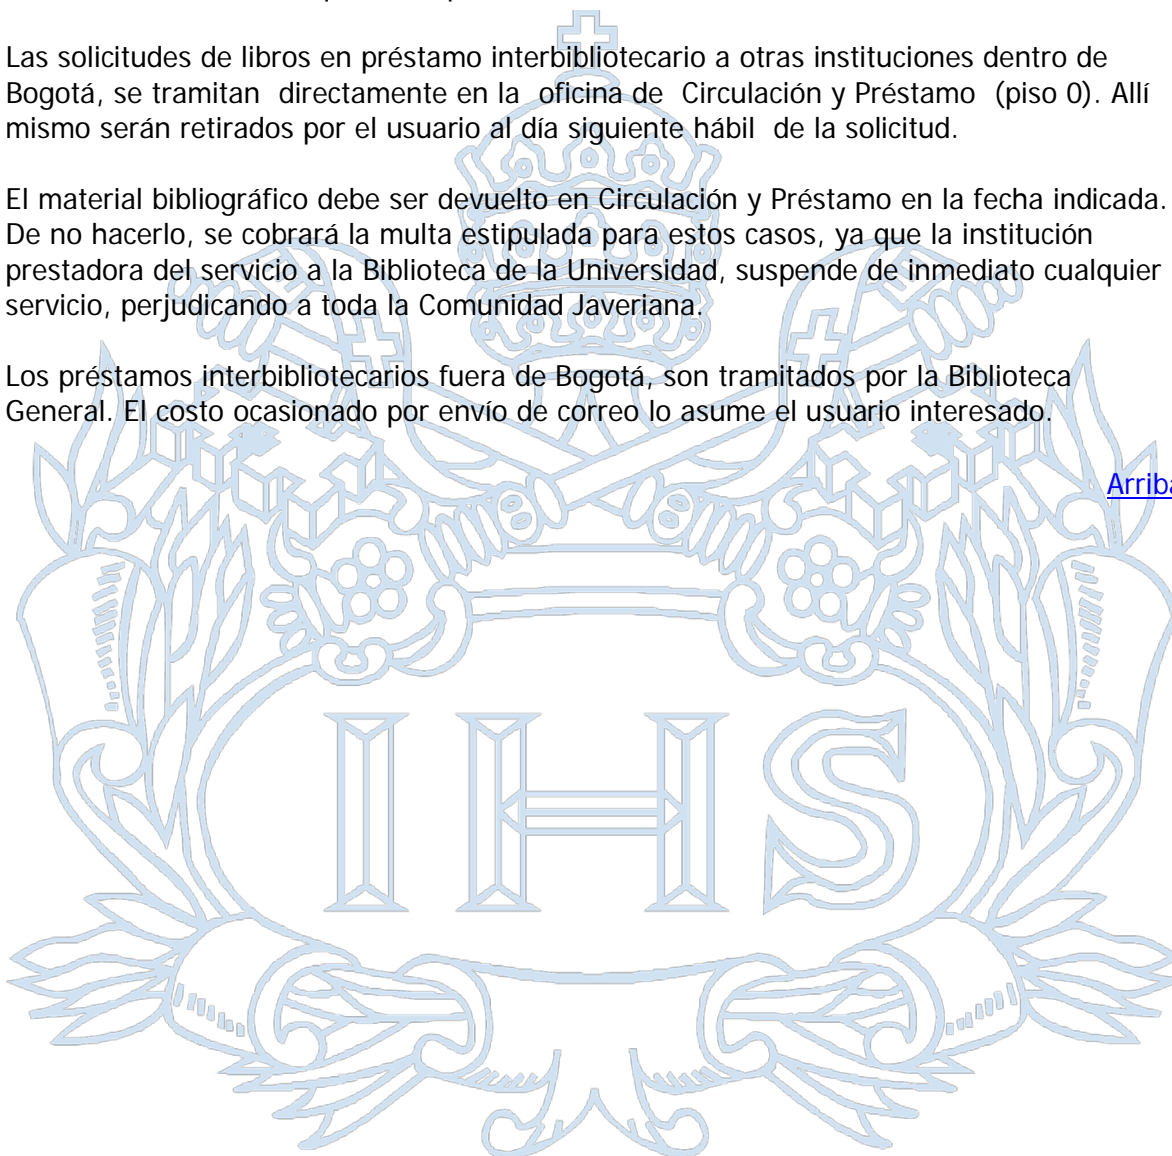 Las solicitudes de libros en préstamo interbibliotecario a otras instituciones dentro de
Bogotá, se tramitan directamente en la oficina de Circulación y Préstamo (piso 0). Allí
mismo serán retirados por el usuario al día siguiente hábil de la solicitud.
El material bibliográfico debe ser devuelto en Circulación y Préstamo en la fecha indicada.
De no hacerlo, se cobrará la multa estipulada para estos casos, ya que la institución
prestadora del servicio a la Biblioteca de la Universidad, suspende de inmediato cualquier
servicio, perjudicando a toda la Comunidad Javeriana.
Los préstamos interbibliotecarios fuera de Bogotá, son tramitados por la Biblioteca
General. El costo ocasionado por envío de correo lo asume el usuario interesado.
Arriba
IHS